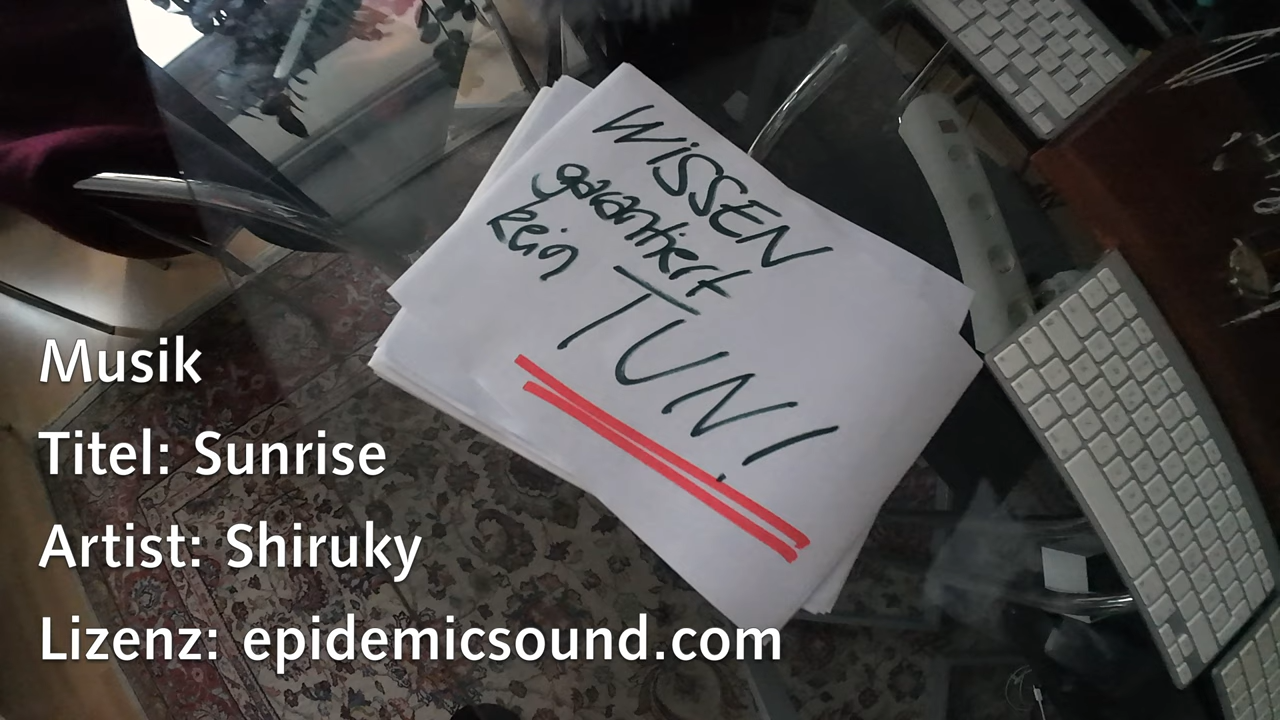 WiSSEN
garantiert
kein
TUN!
Musik
Titel: Sunrise
Artist: Shiruky
Lizenz: epidemicsound.com